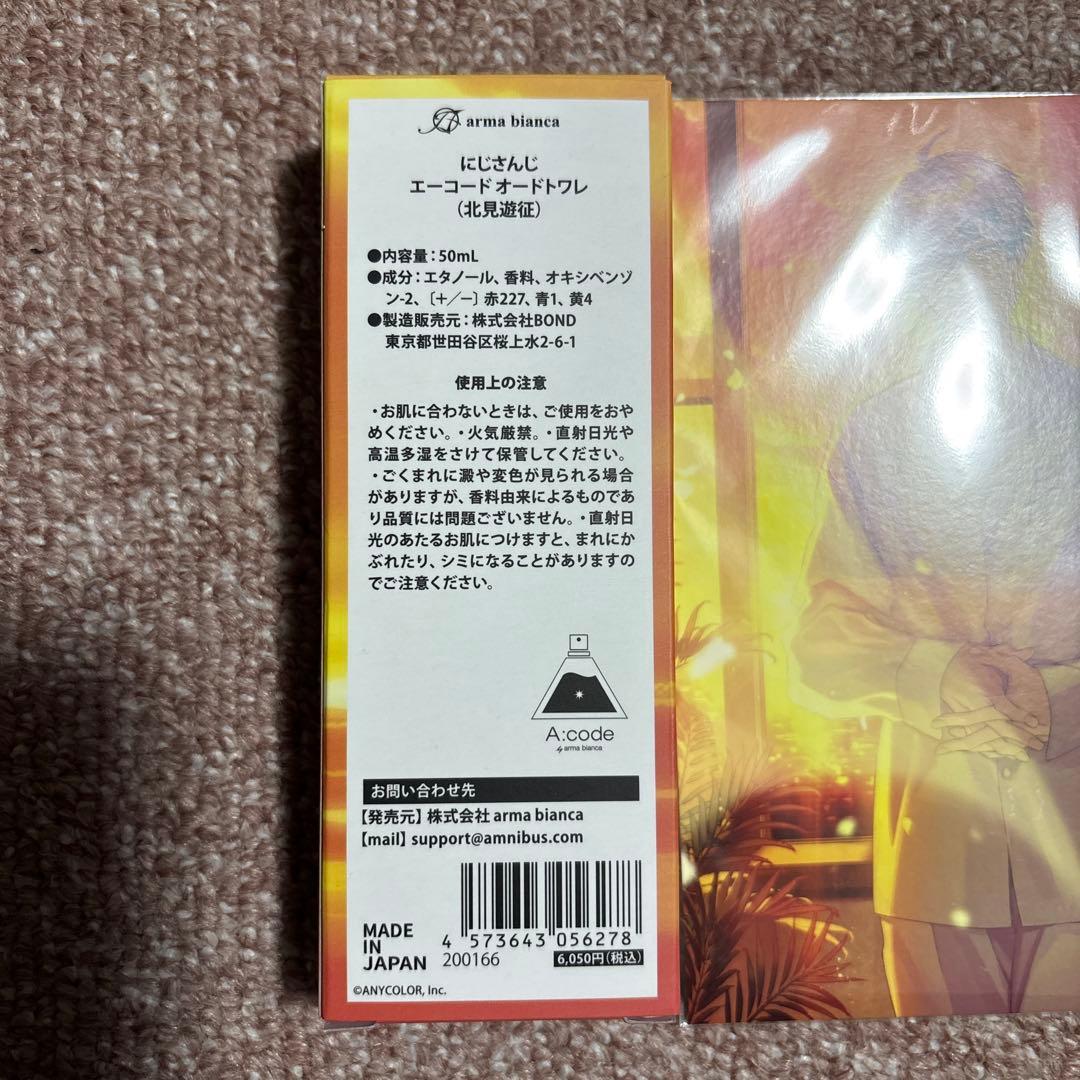 arma bianca
にじさんじ
エーコード オードトワレ
（北見遊征）
●内容量：50mL
●成分：エタノール、香料、オキシベンゾ
ン-2、〔＋／－〕赤227、青1、黄4
●製造販売元：株式会社BOND
東京都世田谷区桜上水2-6-1
使用上の注意
・お肌に合わないときは、ご使用をおや
めください。・火気厳禁。・直射日光や
高温多湿をさけて保管してください。
・ごくまれに澱や変色が見られる場合
がありますが、香料由来によるものであ
り品質には問題ございません。・直射日
光のあたるお肌につけますと、まれにか
ぶれたり、シミになることがありますの
でご注意ください。
A:code
by arma bianca
お問い合わせ先
【発売元】株式会社 arma bianca
【mail】support@amnibus.com
MADE
IN
JAPAN
4 573643 056278
200166
6,050円（税込）
©ANYCOLOR, Inc.